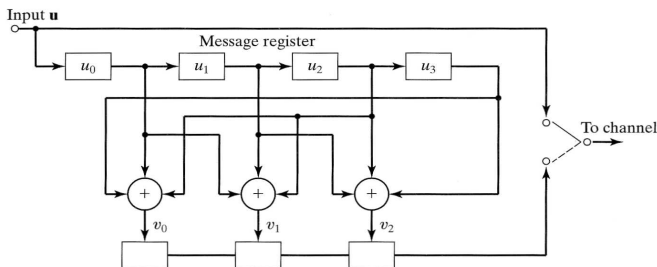 Input u
Message register
u₀
u₁
u₂
u₃
To channel
+
+
+
v₀
v₁
v₂